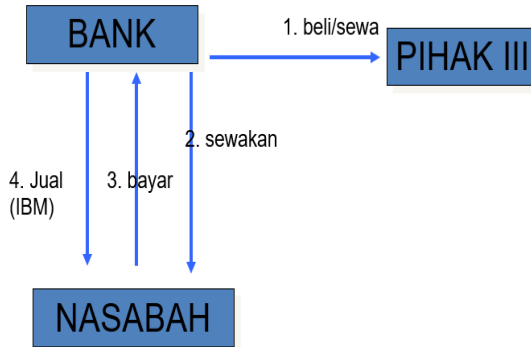 BANK
1. beli/sewa
PIHAK III
2. sewakan
4. Jual
(IBM)
3. bayar
NASABAH